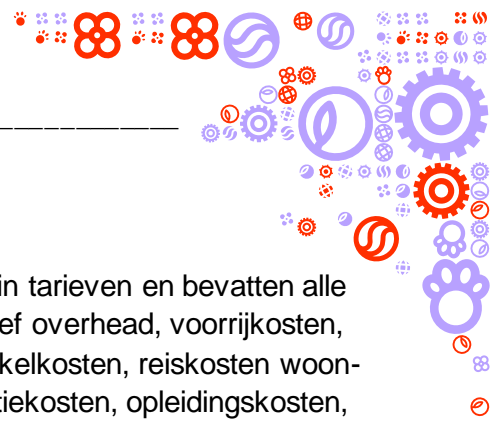 in tarieven en bevatten alle
ef overhead, voorrijkosten,
kelkosten, reiskosten woon-
tiekosten, opleidingskosten,